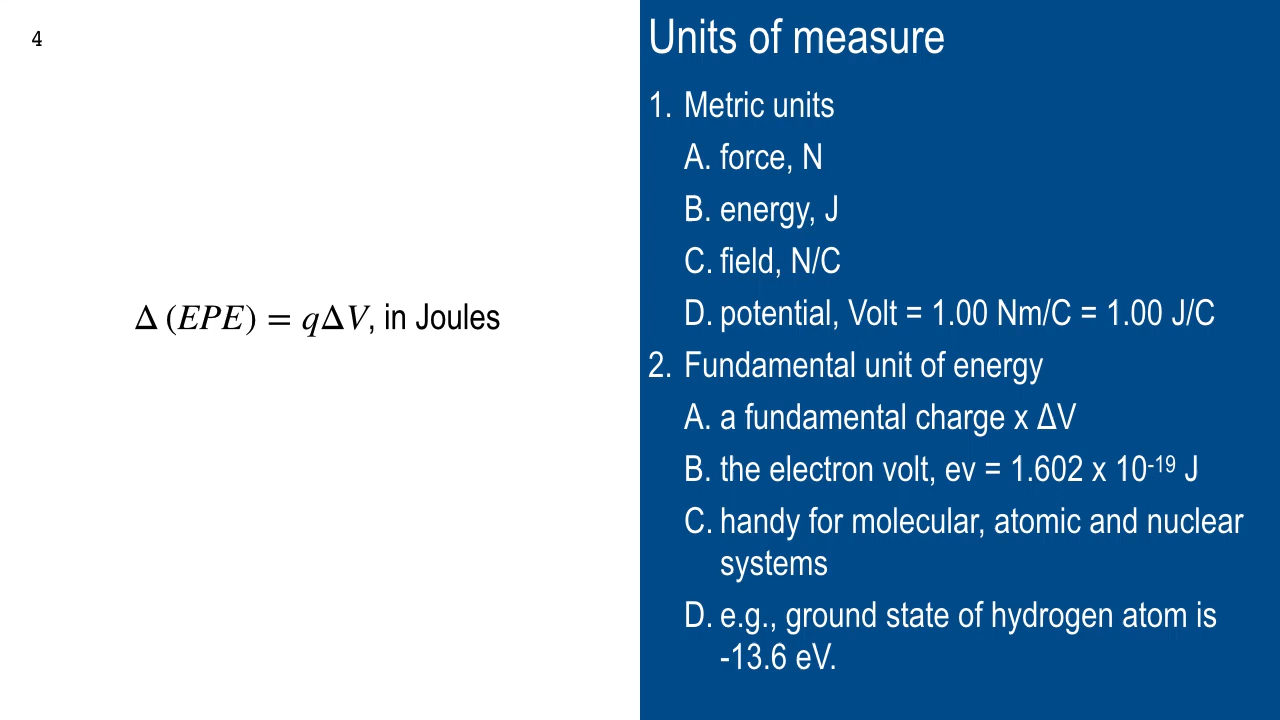 4
Δ (EPE) = qΔV, in Joules
Units of measure
1. Metric units
A. force, N
B. energy, J
C. field, N/C
D. potential, Volt = 1.00 Nm/C = 1.00 J/C
2. Fundamental unit of energy
A. a fundamental charge x ΔV
B. the electron volt, ev = 1.602 x 10⁻¹⁹ J
C. handy for molecular, atomic and nuclear
systems
D. e.g., ground state of hydrogen atom is
-13.6 eV.